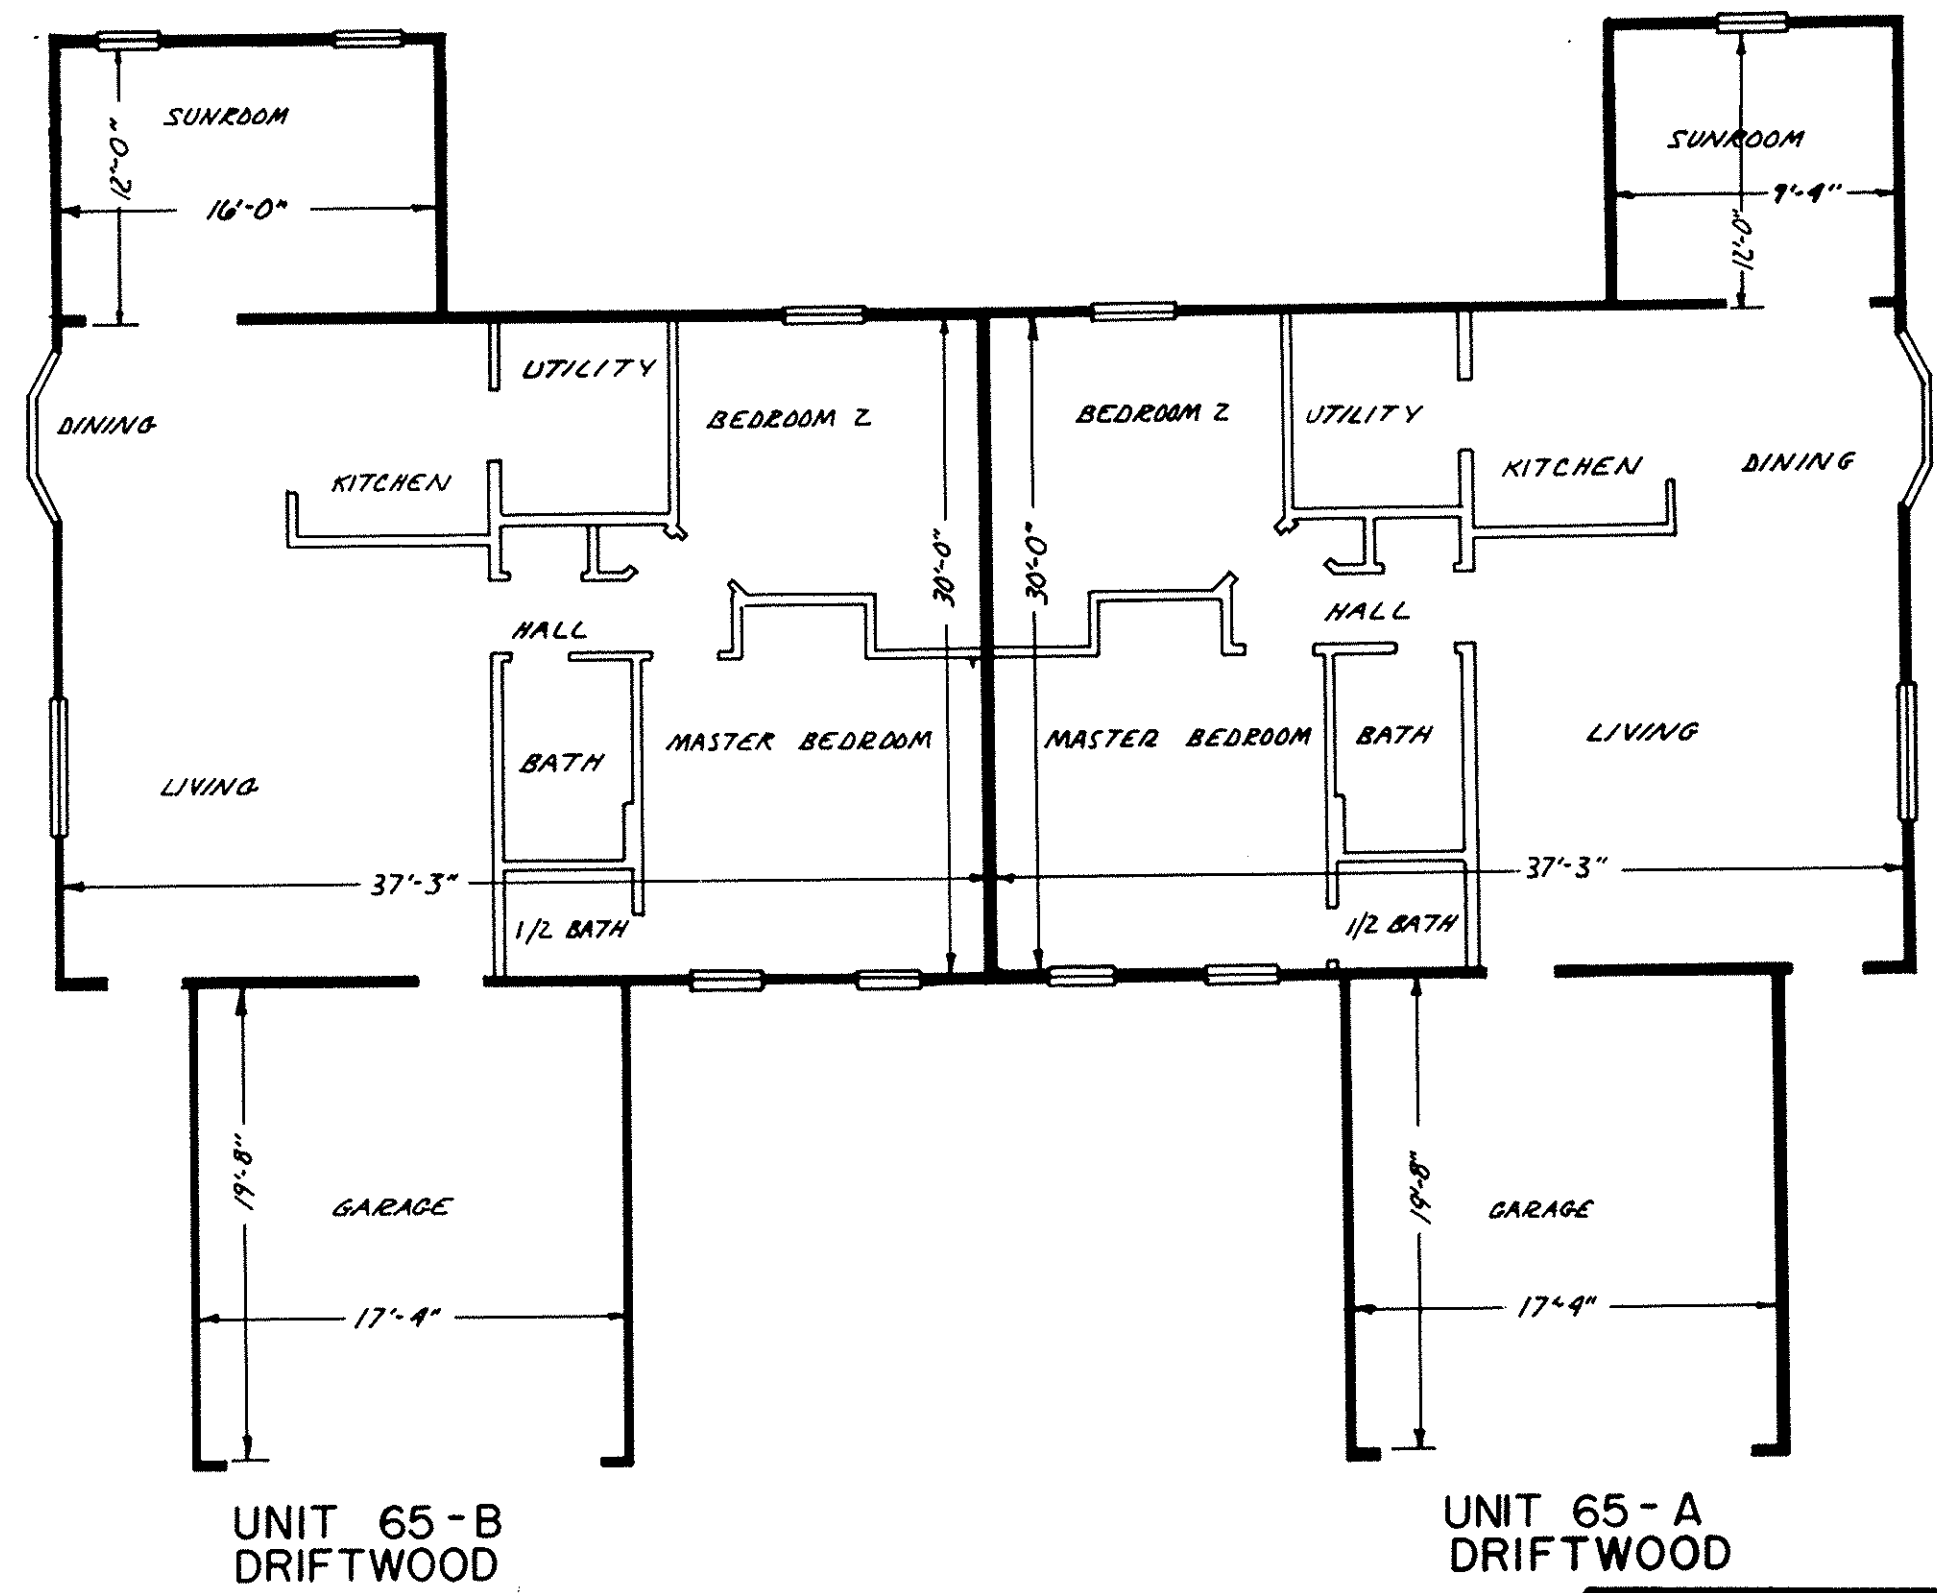 SUNROOM
12'-0"
16'-0"
SUNROOM
9'-4"
12'-0"
UTILITY
DINING
KITCHEN
BEDROOM 2
BEDROOM 2
UTILITY
KITCHEN
DINING
30'-0"
30'-0"
HALL
HALL
LIVING
BATH
MASTER BEDROOM
MASTER BEDROOM
BATH
LIVING
37'-3"
37'-3"
1/2 BATH
1/2 BATH
19'-8"
GARAGE
17'-4"
19'-8"
GARAGE
17'-4"
UNIT 65-B
DRIFTWOOD
UNIT 65-A
DRIFTWOOD